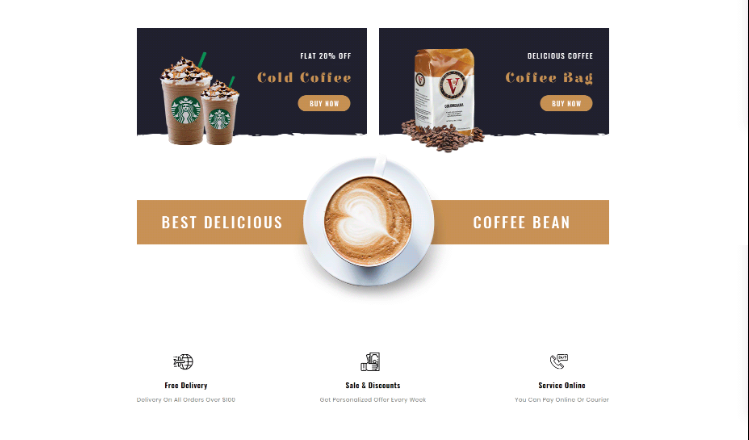 FLAT 20% OFF
Cold Coffee
BUY NOW
DELICIOUS COFFEE
Coffee Bag
BUY NOW
V
COLOMBIANA
BEST DELICIOUS
COFFEE BEAN
Free Delivery
Delivery On All Orders Over $100
Sale & Discounts
Get Personalized Offer Every Week
Service Online
You Can Pay Online Or Courier